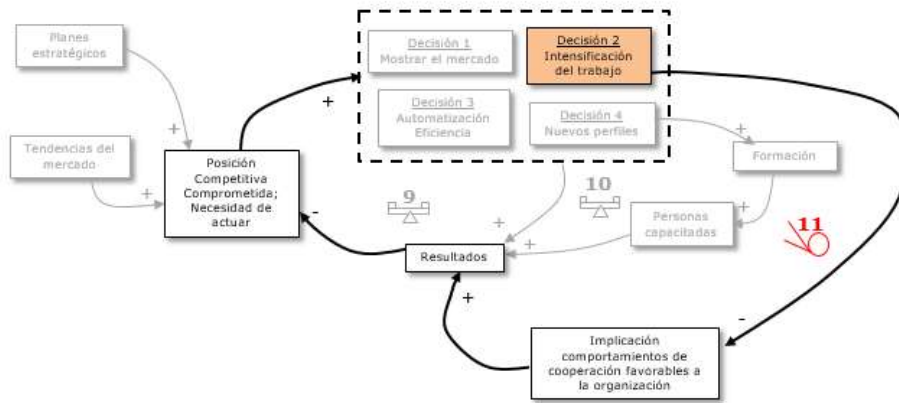 Planes
estratégicos
+
Tendencias del
mercado
+
Posición
Competitiva
Comprometida;
Necesidad de
actuar
+
Decisión 1
Mostrar el mercado
Decisión 2
Intensificación
del trabajo
Decisión 3
Automatización
Eficiencia
Decisión 4
Nuevos perfiles
+
Formación
+
Personas
capacitadas
+
+
9
10
11
-
Resultados
+
-
Implicación
comportamientos de
cooperación favorables a
la organización